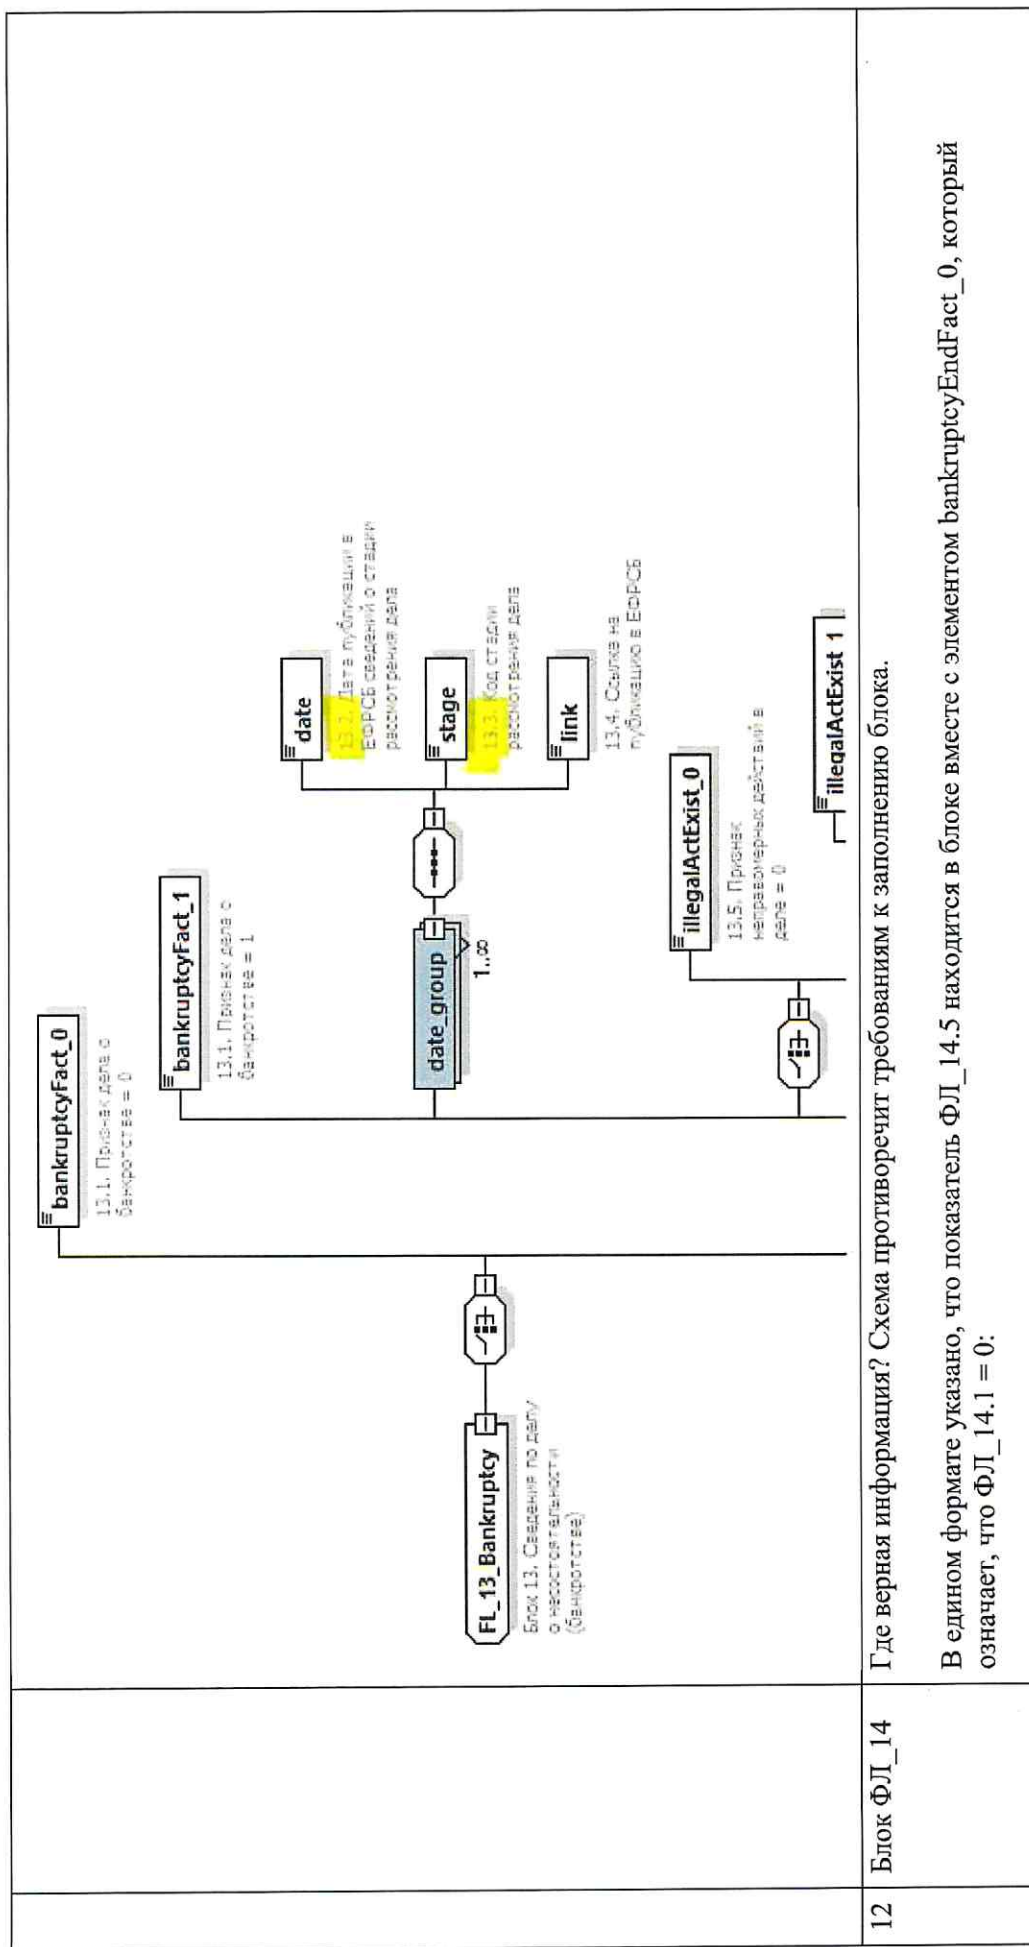 bankruptcyFact_0
13.1. Признак дела о
банкротстве = 0
bankruptcyFact_1
13.1. Признак дела о
банкротстве = 1
FL_13_Bankruptcy
Блок 13. Сведения по делу
о несостоятельности
(банкротстве)
date_group
1..∞
date
13.2. Дата публикации в
ЕФРСБ сведений о стадии
рассмотрения дела
stage
13.3. Код стадии
рассмотрения дела
link
13.4. Ссылка на
публикацию в ЕФРСБ
illegalActExist_0
13.5. Признак
неправомерных действий в
деле = 0
illegalActExist_1
Где верная информация? Схема противоречит требованиям к заполнению блока.
12
Блок ФЛ_14
В едином формате указано, что показатель ФЛ_14.5 находится в блоке вместе с элементом bankruptcyEndFact_0, который
означает, что ФЛ_14.1 = 0: